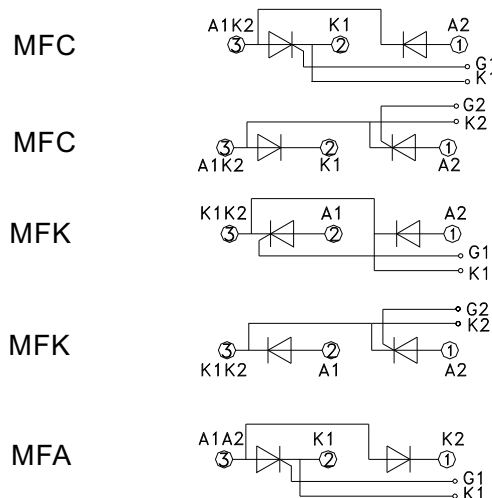 A1K2 K1 A2
MFC 3 2 1
G1
K1
G2
K2
MFC 3 2 1
A1K2 K1 A2
K1K2 A1 A2
MFK 3 2 1
G1
K1
G2
K2
MFK 3 2 1
K1K2 A1 A2
A1A2 K1 K2
MFA 3 2 1
G1
K1